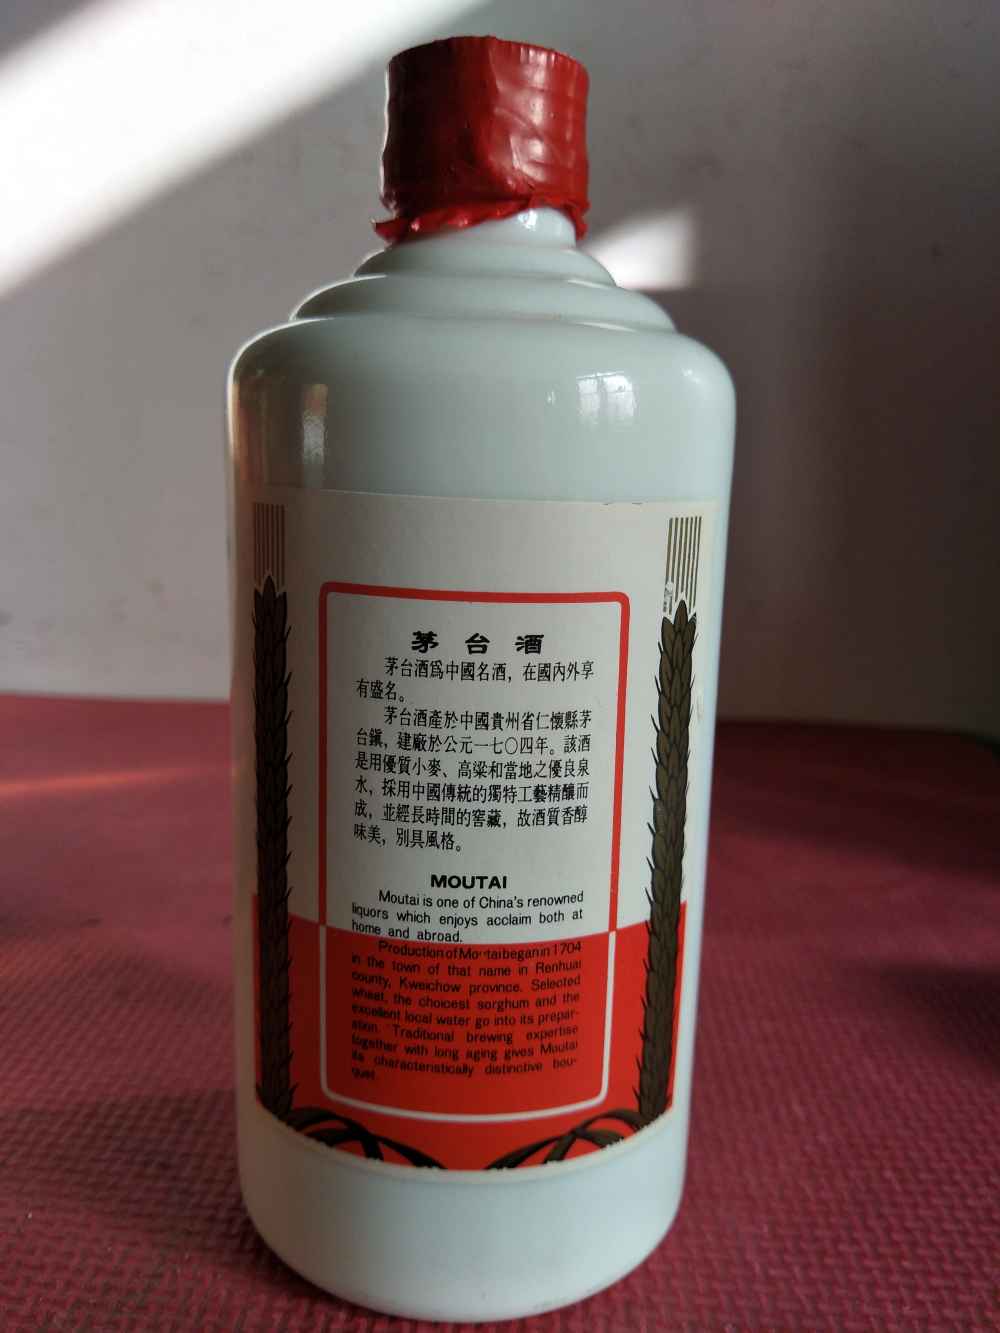 茅台酒
茅台酒爲中國名酒，在國內外享
有盛名。
茅台酒產於中國貴州省仁懷縣茅
台鎭，建廠於公元一七〇四年。該酒
是用優質小麥、高粱和當地之優良泉
水，採用中國傳統的獨特工藝精釀而
成，並經長時間的窖藏，故酒質香醇
味美，別具風格。
MOUTAI
Moutai is one of China's renowned
liquors which enjoys acclaim both at
home and abroad.
Production of Moutai began in 1704
in the town of that name in Renhuai
county, Kweichow province. Selected
wheat, the choicest sorghum and the
excellent local water go into its prepar-
ation. Traditional brewing expertise
together with long aging gives Moutai
its characteristically distinctive bou-
quet.